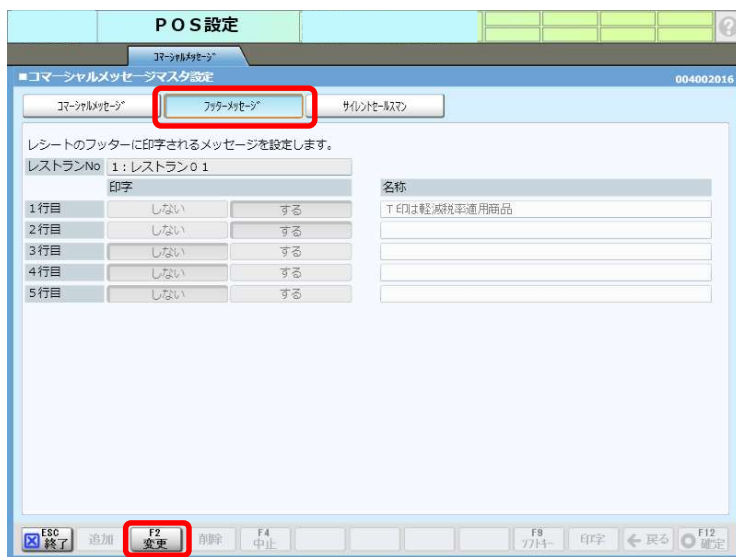 POS設定
コマーシャルメッセージ
■コマーシャルメッセージマスタ設定 004002016
コマーシャルメッセージ フッターメッセージ サイレントセールスマン
レシートのフッターに印字されるメッセージを設定します。
レストランNo 1：レストラン０１
印字 名称
1行目 しない する T印は軽減税率適用商品
2行目 しない する
3行目 しない する
4行目 しない する
5行目 しない する
ESC 終了 追加 F2 変更 削除 F4 中止 F8 ｿﾌﾄｷｰ 印字 戻る F12 確定